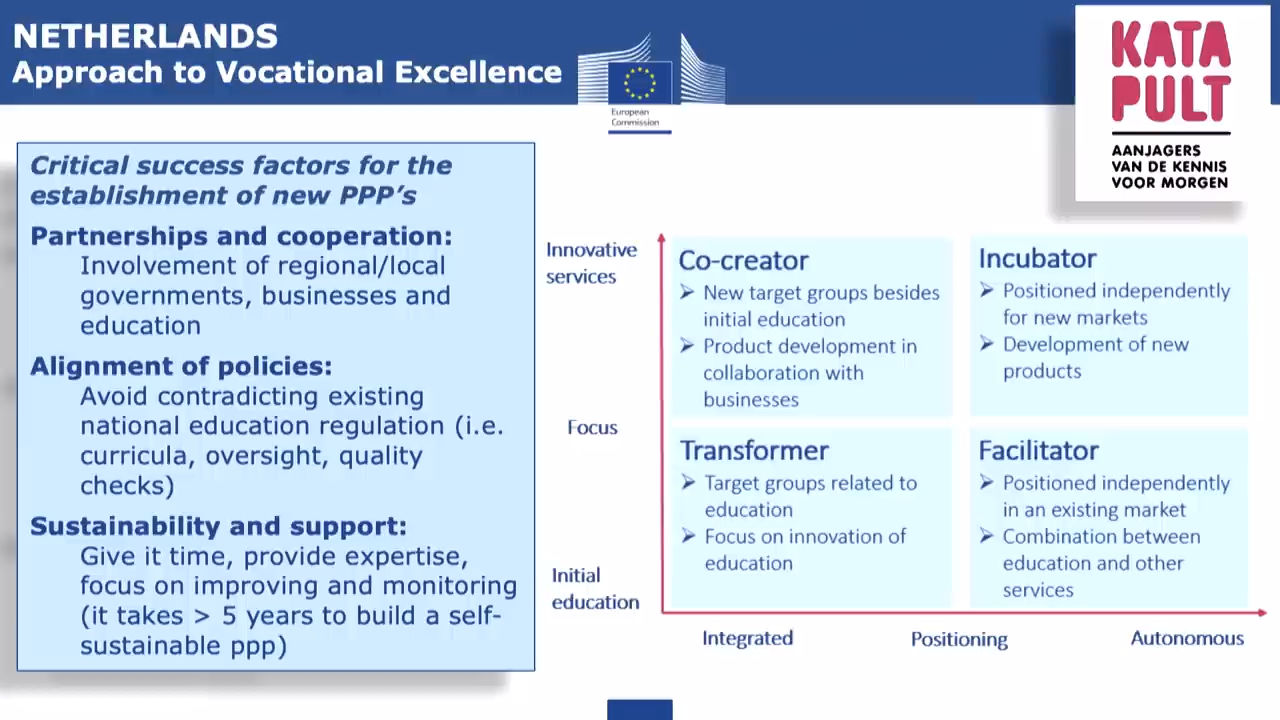 NETHERLANDS
Approach to Vocational Excellence
European
Commission
KATA
PULT
AANJAGERS
VAN DE KENNIS
VOOR MORGEN
Critical success factors for the
establishment of new PPP’s
Partnerships and cooperation:
Involvement of regional/local
governments, businesses and
education
Alignment of policies:
Avoid contradicting existing
national education regulation (i.e.
curricula, oversight, quality
checks)
Sustainability and support:
Give it time, provide expertise,
focus on improving and monitoring
(it takes > 5 years to build a self-
sustainable ppp)
Innovative
services
Focus
Initial
education
Co-creator
➢ New target groups besides
initial education
➢ Product development in
collaboration with
businesses
Incubator
➢ Positioned independently
for new markets
➢ Development of new
products
Transformer
➢ Target groups related to
education
➢ Focus on innovation of
education
Facilitator
➢ Positioned independently
in an existing market
➢ Combination between
education and other
services
Integrated
Positioning
Autonomous